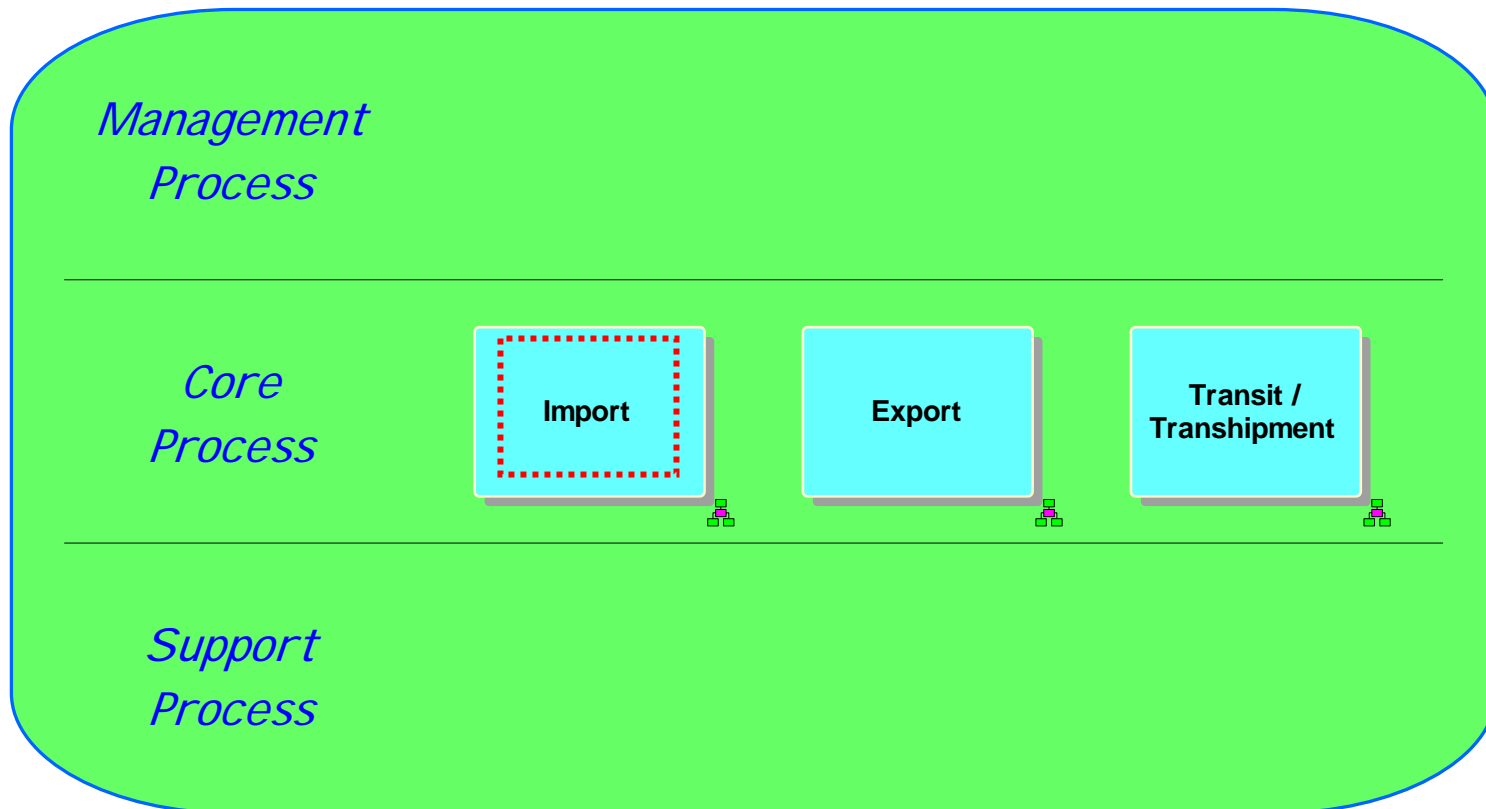 Management
Process
Core
Process
Import
Export
Transit /
Transhipment
Support
Process